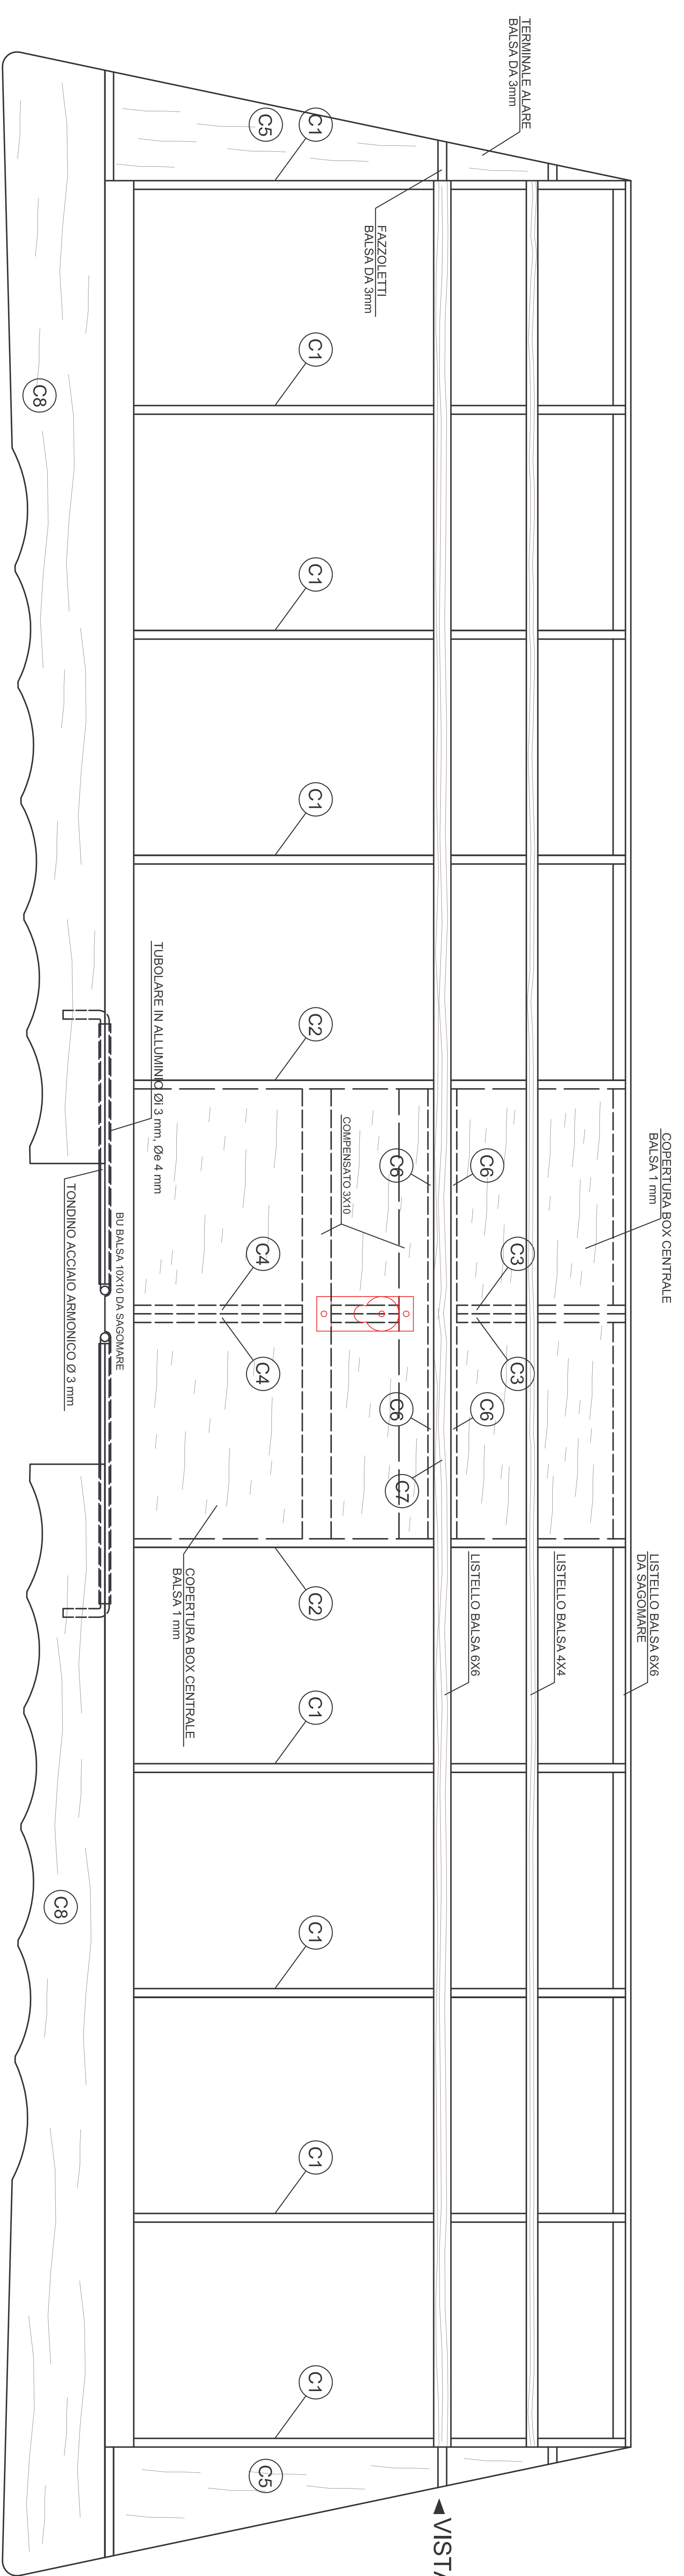 TERMINALE ALARE
BALSA DA 3mm
C5
C1
FAZZOLETTI
BALSA DA 3mm
C1
C8
C1
C1
TUBOLARE IN ALLUMINIO Øi 3 mm, Øe 4 mm
C2
COPERTURA BOX CENTRALE
BALSA 1 mm
COMPENSATO 3X10
C6
C6
TONDINO ACCIAIO ARMONICO Ø 3 mm
BU BALSA 10X10 DA SAGOMARE
C4
C3
C4
C3
C6
C6
C7
LISTELLO BALSA 6X6
DA SAGOMARE
LISTELLO BALSA 4X4
LISTELLO BALSA 6X6
COPERTURA BOX CENTRALE
BALSA 1 mm
C2
C1
C8
C1
C1
C1
C5
VISTA